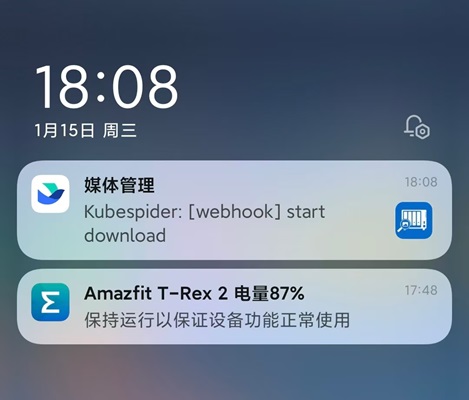 18:08
1月15日 周三
媒体管理
18:08
Kubespider: [webhook] start
download
Amazfit T-Rex 2 电量87%
17:48
保持运行以保证设备功能正常使用